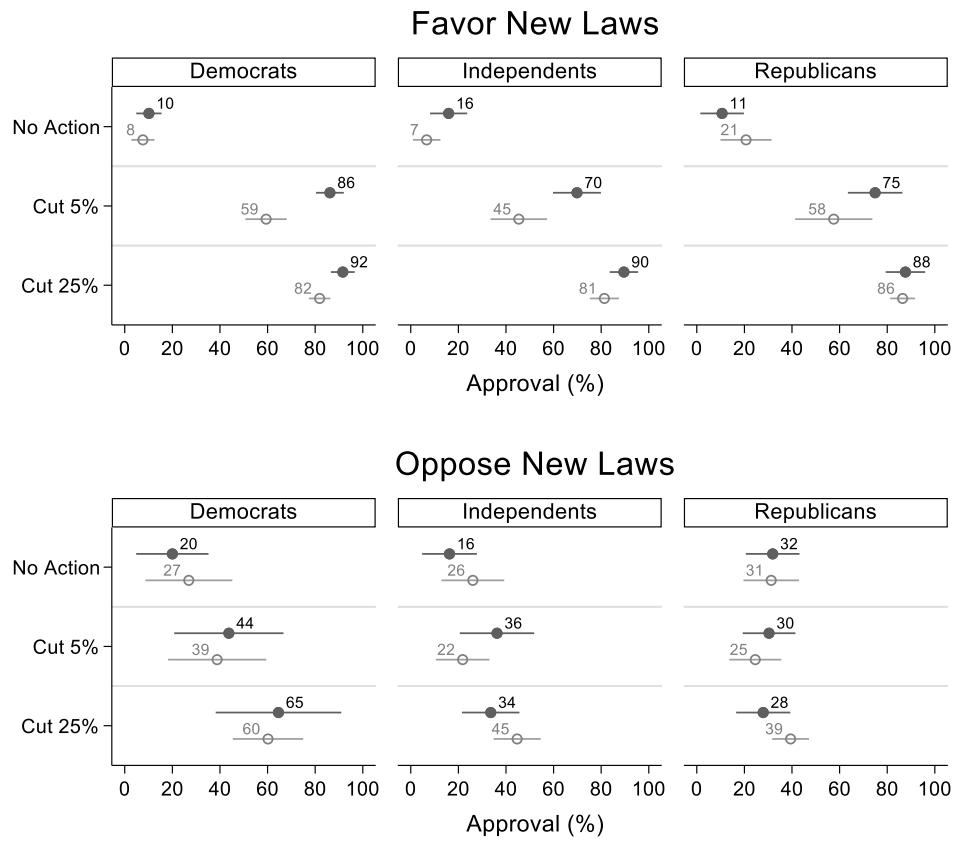 Favor New Laws
Democrats Independents Republicans
No Action 10 16 11
8 7 21
Cut 5% 86 70 75
59 45 58
Cut 25% 92 90 88
82 81 86
0 20 40 60 80 100 0 20 40 60 80 100 0 20 40 60 80 100
Approval (%)
Oppose New Laws
Democrats Independents Republicans
No Action 20 16 32
27 26 31
Cut 5% 44 36 30
39 22 25
Cut 25% 65 34 28
60 45 39
0 20 40 60 80 100 0 20 40 60 80 100 0 20 40 60 80 100
Approval (%)